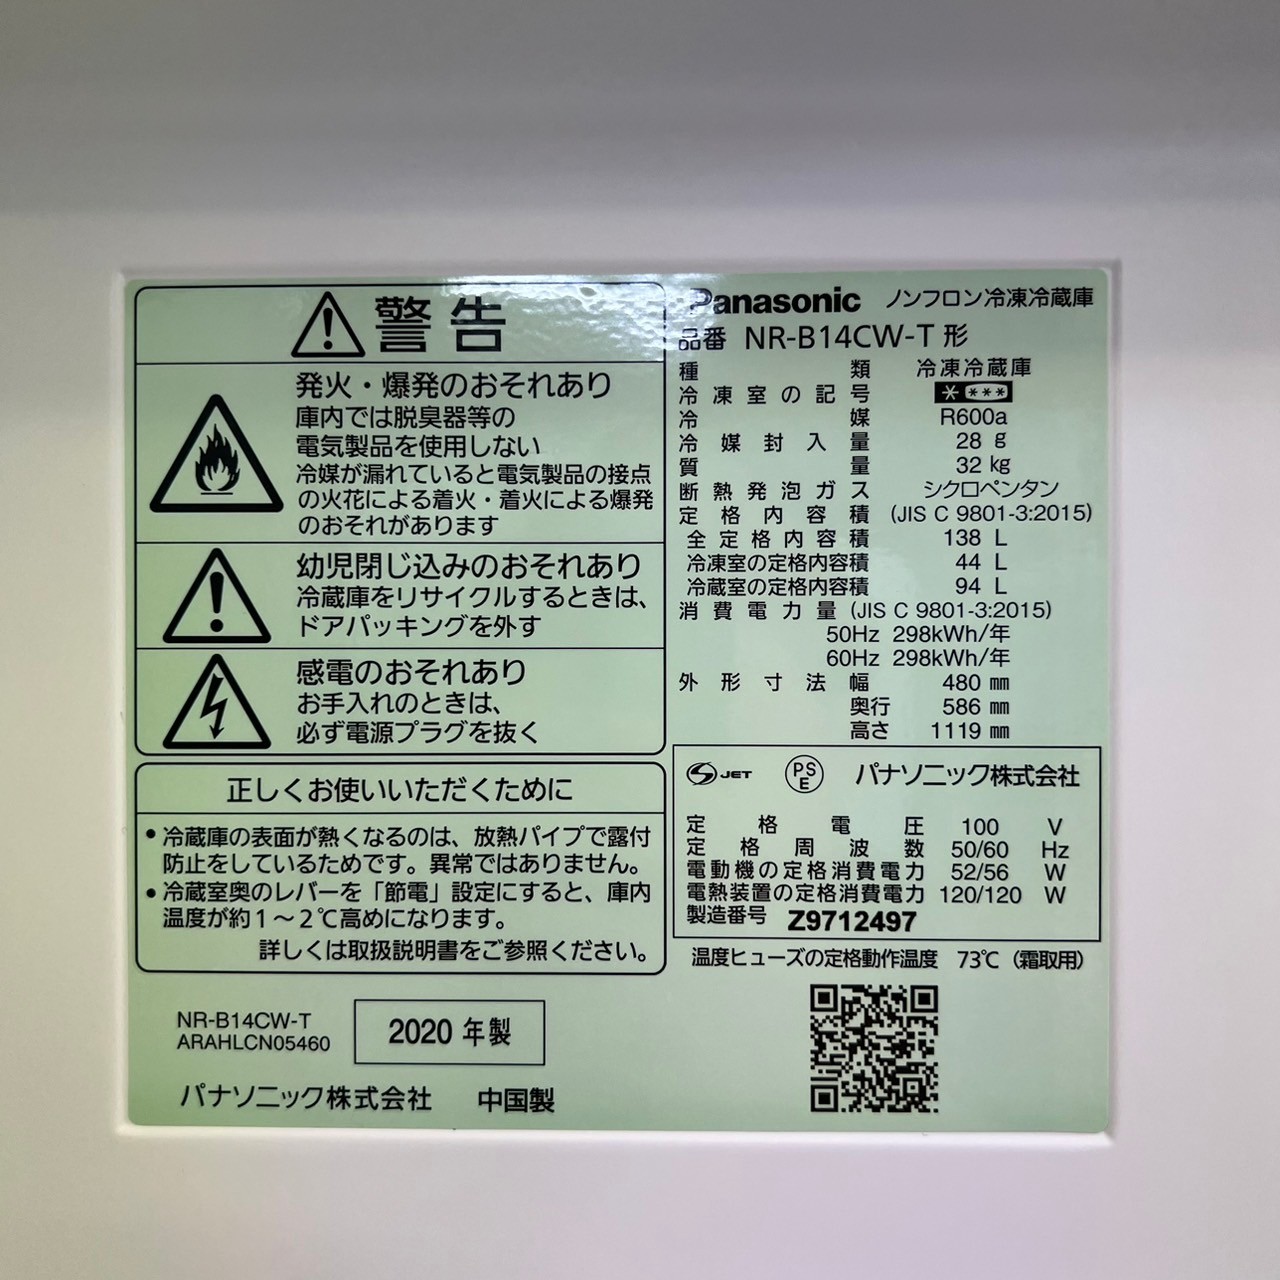 警告
発火・爆発のおそれあり
庫内では脱臭器等の
電気製品を使用しない
冷媒が漏れていると電気製品の接点
の火花による着火・着火による爆発
のおそれがあります
幼児閉じ込みのおそれあり
冷蔵庫をリサイクルするときは、
ドアパッキングを外す
感電のおそれあり
お手入れのときは、
必ず電源プラグを抜く
正しくお使いいただくために
● 冷蔵庫の表面が熱くなるのは、放熱パイプで露付
防止をしているためです。異常ではありません。
● 冷蔵室奥のレバーを「節電」設定にすると、庫内
温度が約1～2℃高めになります。
詳しくは取扱説明書をご参照ください。
NR-B14CW-T
ARAHLCN05460
2020 年製
パナソニック株式会社 中国製
Panasonic ノンフロン冷凍冷蔵庫
品番 NR-B14CW-T 形
種類 冷凍冷蔵庫
冷凍室の記号 * ***
冷媒 R600a
冷媒封入量 28 g
質量 32 kg
断熱発泡ガス シクロペンタン
定格内容積 (JIS C 9801-3:2015)
全定格内容積 138 L
冷凍室の定格内容積 44 L
冷蔵室の定格内容積 94 L
消費電力量 (JIS C 9801-3:2015)
50Hz 298kWh/年
60Hz 298kWh/年
外形寸法 幅 480 ㎜
奥行 586 ㎜
高さ 1119 ㎜
JET PSE パナソニック株式会社
定格電圧 100 V
定格周波数 50/60 Hz
電動機の定格消費電力 52/56 W
電熱装置の定格消費電力 120/120 W
製造番号 Z9712497
温度ヒューズの定格動作温度 73℃（霜取用）